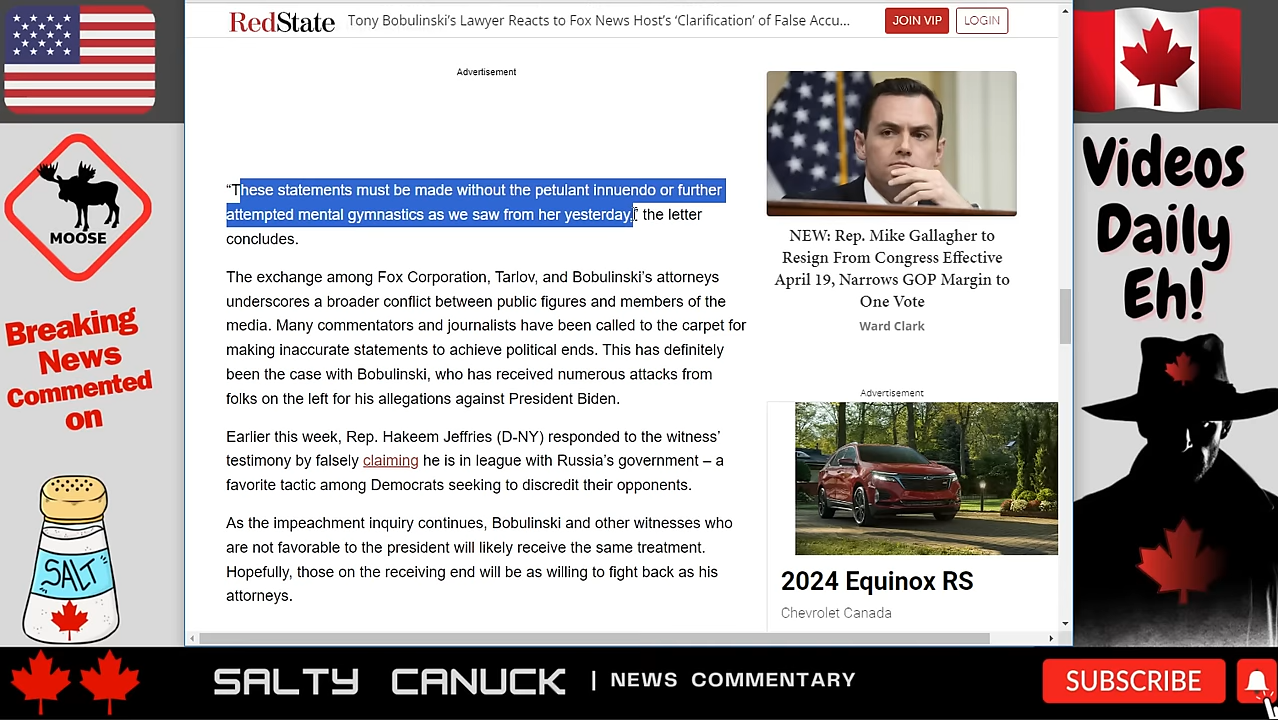 RedState
Tony Bobulinski’s Lawyer Reacts to Fox News Host’s ‘Clarification’ of False Accu...
JOIN VIP
LOGIN
Advertisement
“These statements must be made without the petulant innuendo or further
attempted mental gymnastics as we saw from her yesterday,” the letter
concludes.
The exchange among Fox Corporation, Tarlov, and Bobulinski’s attorneys
underscores a broader conflict between public figures and members of the
media. Many commentators and journalists have been called to the carpet for
making inaccurate statements to achieve political ends. This has definitely
been the case with Bobulinski, who has received numerous attacks from
folks on the left for his allegations against President Biden.
Earlier this week, Rep. Hakeem Jeffries (D-NY) responded to the witness’
testimony by falsely claiming he is in league with Russia’s government – a
favorite tactic among Democrats seeking to discredit their opponents.
As the impeachment inquiry continues, Bobulinski and other witnesses who
are not favorable to the president will likely receive the same treatment.
Hopefully, those on the receiving end will be as willing to fight back as his
attorneys.
NEW: Rep. Mike Gallagher to
Resign From Congress Effective
April 19, Narrows GOP Margin to
One Vote
Ward Clark
Advertisement
2024 Equinox RS
Chevrolet Canada
MOOSE
Breaking
News
Commented
on
SALT
Videos
Daily
Eh!
SALTY CANUCK | NEWS COMMENTARY
SUBSCRIBE